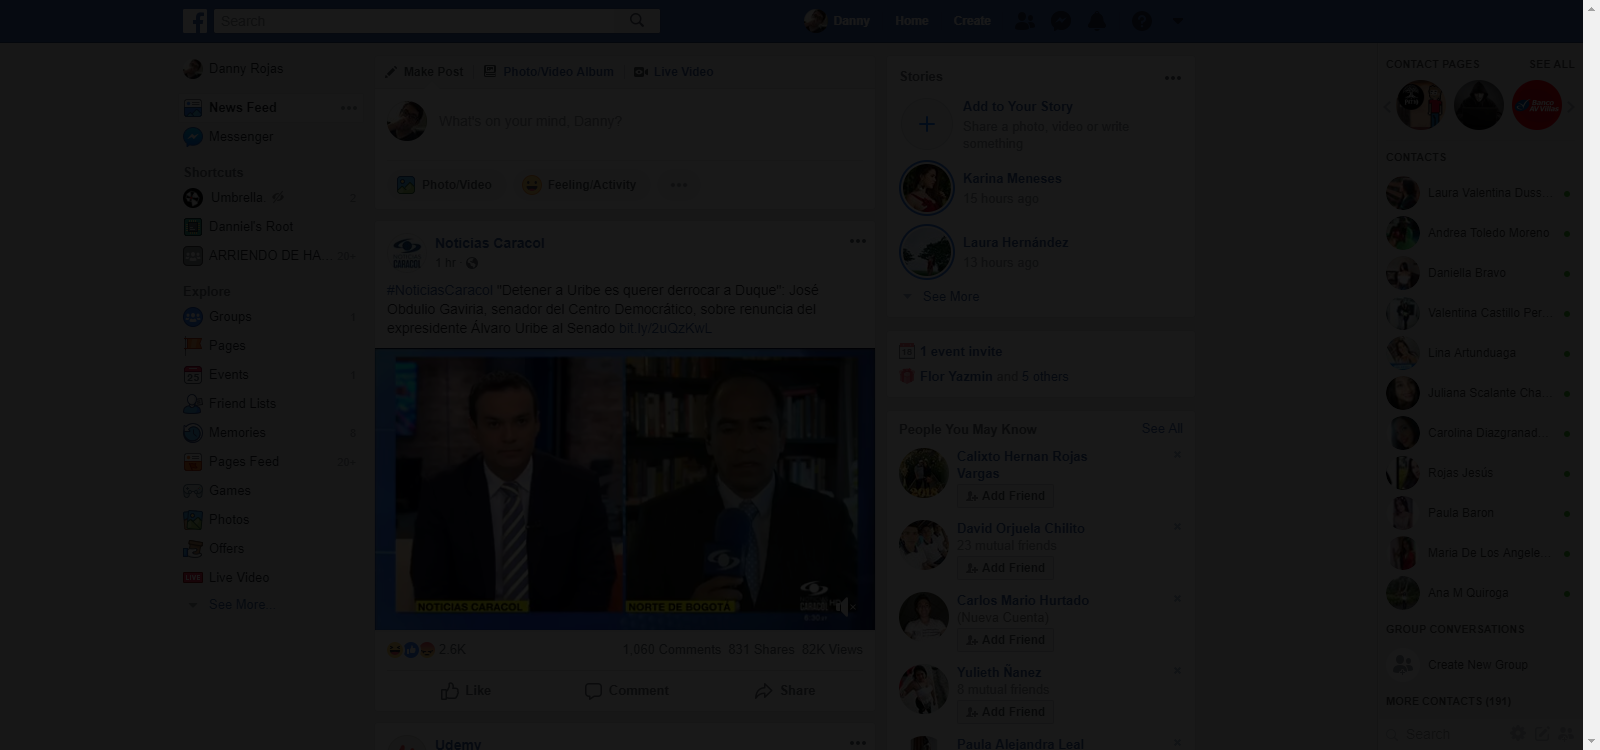 Search
Danny
Home
Create
Danny Rojas
News Feed
Messenger
Shortcuts
Umbrella.
2
Danniel's Root
ARRIENDO DE HA...
20+
Explore
Groups
1
Pages
Events
1
Friend Lists
Memories
6
Pages Feed
20+
Games
Photos
Offers
LIVE
Live Video
See More...
Make Post
Photo/Video Album
Live Video
What's on your mind, Danny?
Photo/Video
Feeling/Activity
Noticias Caracol
1 hr
#NoticiasCaracol "Detener a Uribe es querer derrocar a Duque": José
Obdulio Gaviria, senador del Centro Democrático, sobre renuncia del
expresidente Álvaro Uribe al Senado bit.ly/2uQzKwL
NOTICIAS CARACOL
NORTE DE BOGOTÁ
CARACOL
2.6K
1,060 Comments
831 Shares
82K Views
Like
Comment
Share
Udemy
Stories
Add to Your Story
Share a photo, video or write
something
Karina Meneses
15 hours ago
Laura Hernández
13 hours ago
See More
1 event invite
Flor Yazmin and 5 others
People You May Know
See All
Calixto Hernan Rojas
Vargas
Add Friend
David Orjuela Chilito
23 mutual friends
Add Friend
Carlos Mario Hurtado
(Nueva Cuenta)
Add Friend
Yulieth Ñanez
8 mutual friends
Add Friend
Paula Alejandra Leal
CONTACT PAGES
SEE ALL
CONTACTS
Laura Valentina Duss...
Andrea Toledo Moreno
Daniella Bravo
Valentina Castillo Per...
Lina Artunduaga
Juliana Scalante Cha...
Carolina Diazgranad...
Rojas Jesús
Paula Baron
Maria De Los Angele...
Ana M Quiroga
GROUP CONVERSATIONS
Create New Group
MORE CONTACTS (191)
Search